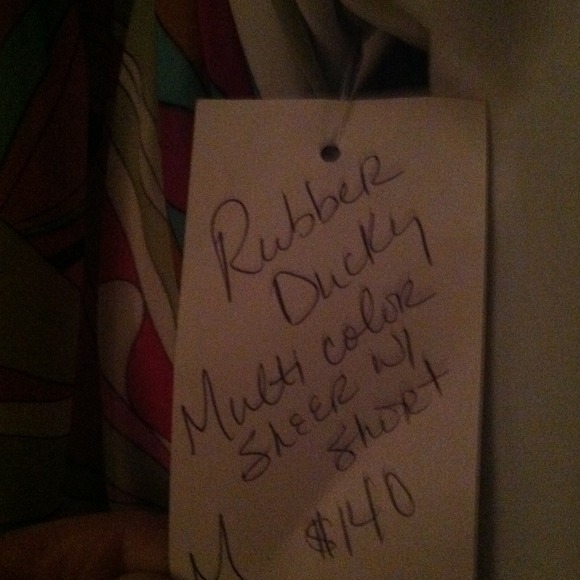 Rubber
Ducky
Multi color
Sheer w/
Short
M $140